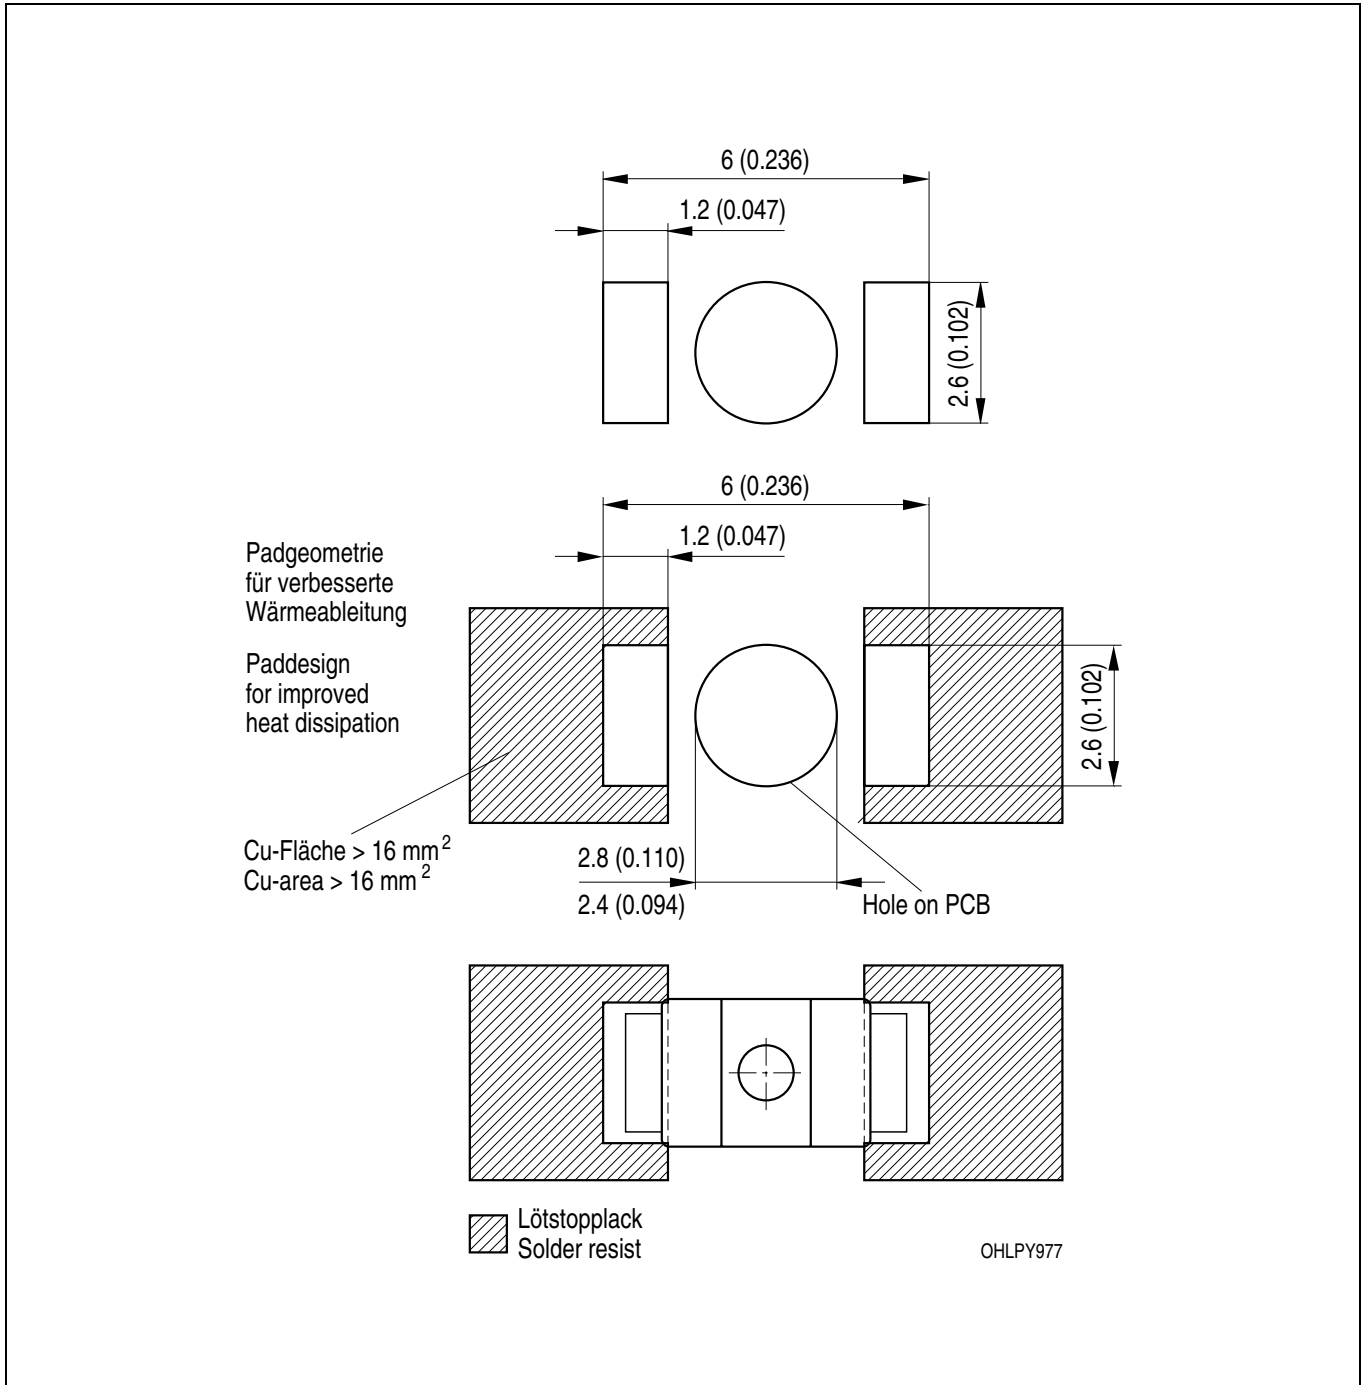 6 (0.236)
1.2 (0.047)
2.6 (0.102)
6 (0.236)
1.2 (0.047)
Padgeometrie
für verbesserte
Wärmeableitung
Paddesign
for improved
heat dissipation
2.6 (0.102)
Cu-Fläche > 16 mm²
Cu-area > 16 mm²
2.8 (0.110)
2.4 (0.094)
Hole on PCB
Lötstopplack
Solder resist
OHLPY977